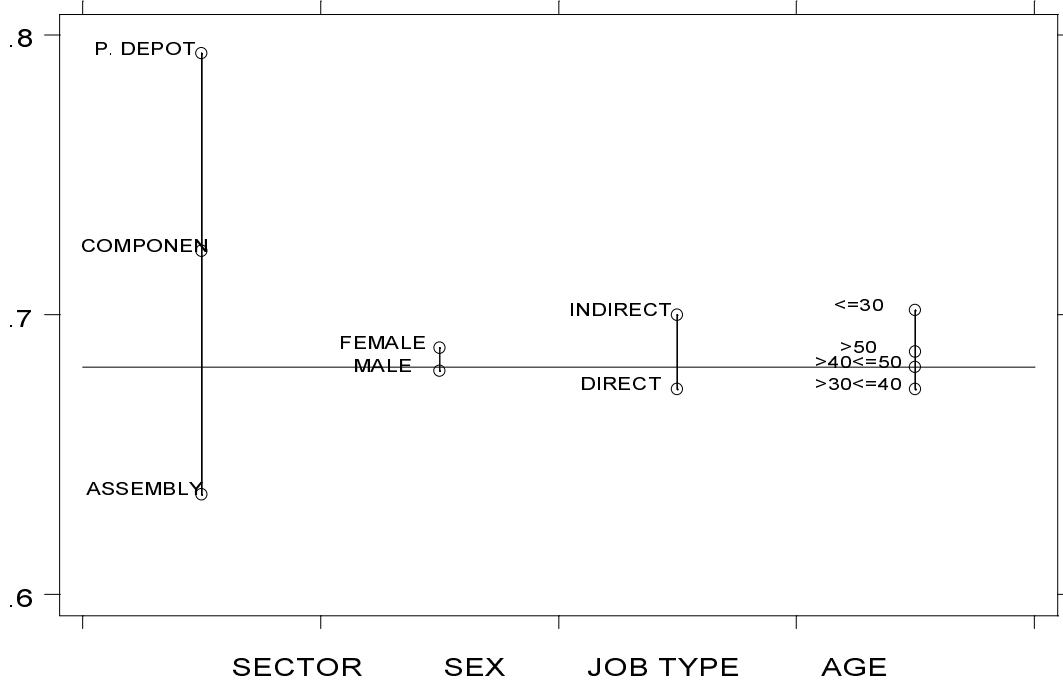 .8
P. DEPOT
COMPONEN
.7
<=30
INDIRECT
FEMALE
>50
MALE
>40<=50
DIRECT
>30<=40
ASSEMBLY
.6
SECTOR SEX JOB TYPE AGE